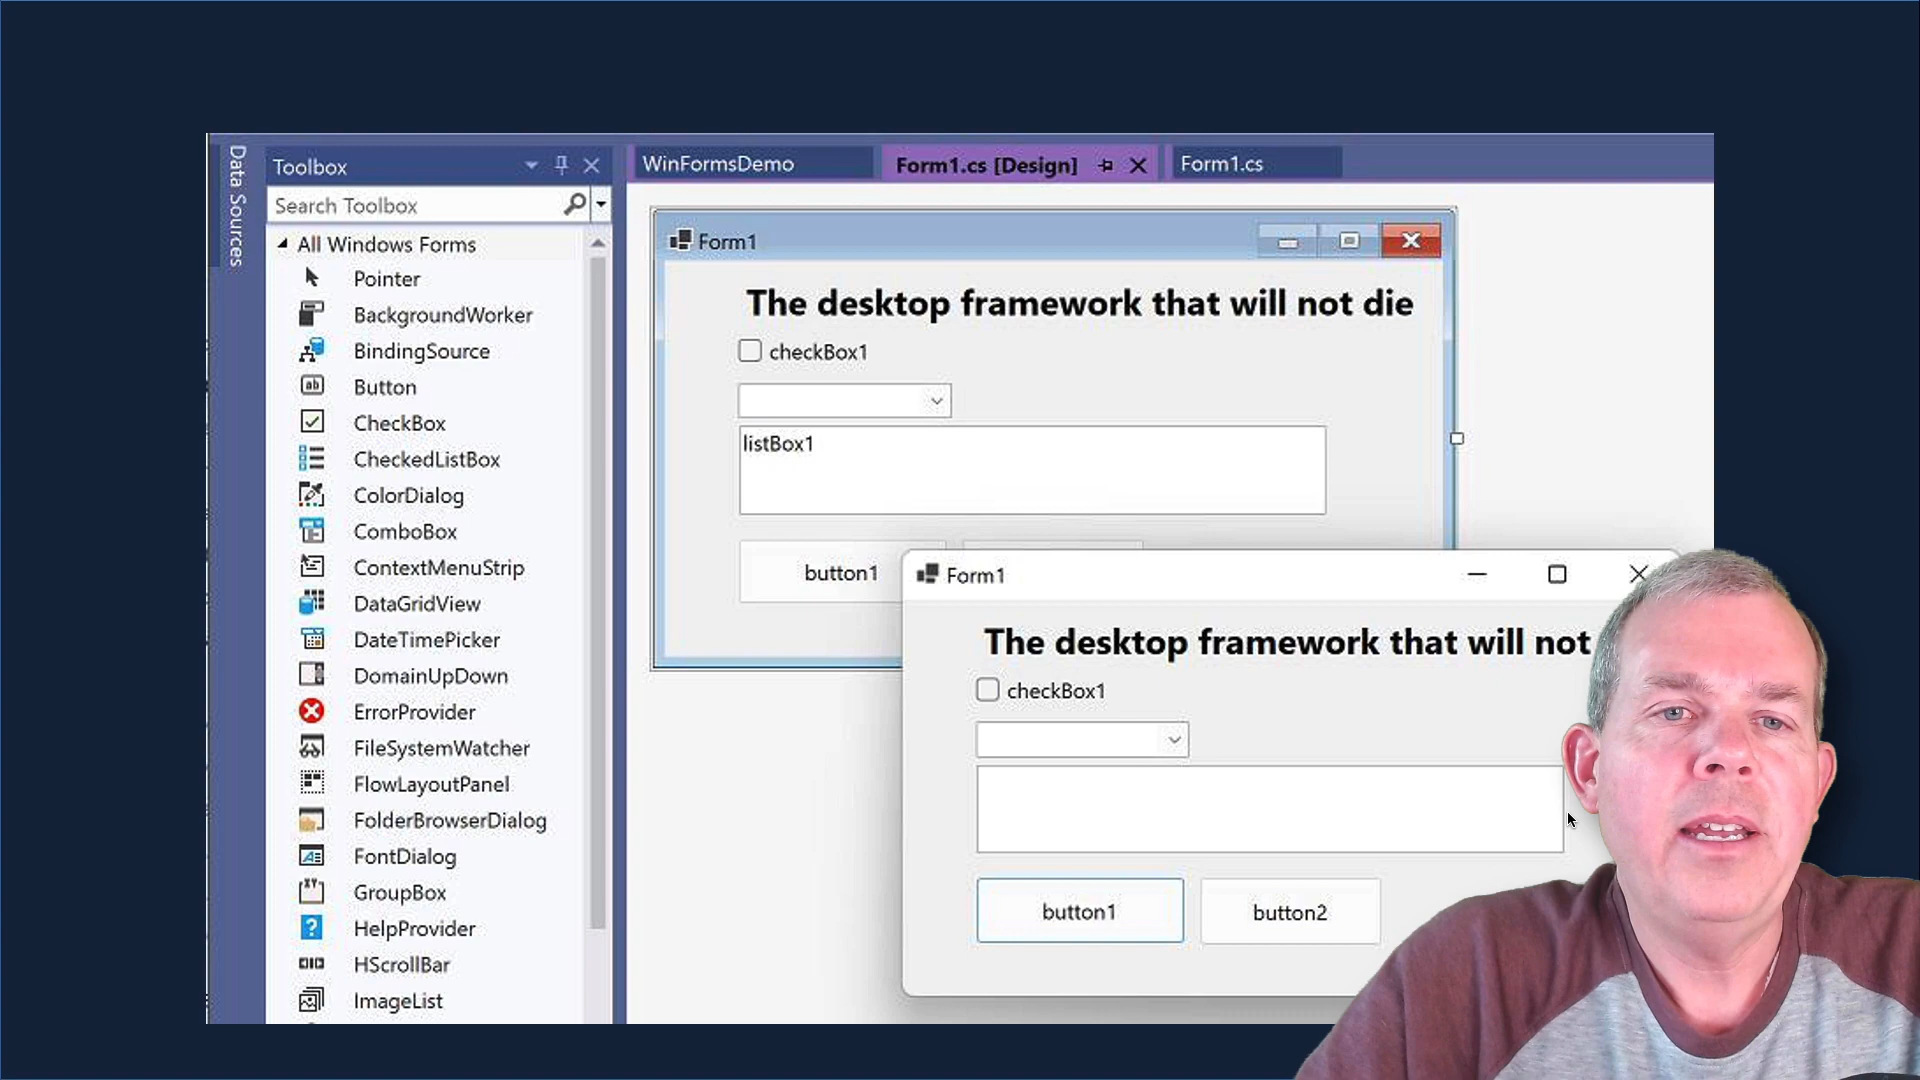 Data Sources
Toolbox
Search Toolbox
All Windows Forms
Pointer
BackgroundWorker
BindingSource
ab Button
CheckBox
CheckedListBox
ColorDialog
ComboBox
ContextMenuStrip
DataGridView
DateTimePicker
DomainUpDown
ErrorProvider
FileSystemWatcher
FlowLayoutPanel
FolderBrowserDialog
FontDialog
GroupBox
HelpProvider
HScrollBar
ImageList
WinFormsDemo
Form1.cs [Design]
Form1.cs
Form1
The desktop framework that will not die
checkBox1
listBox1
button1
Form1
The desktop framework that will not
checkBox1
button1
button2